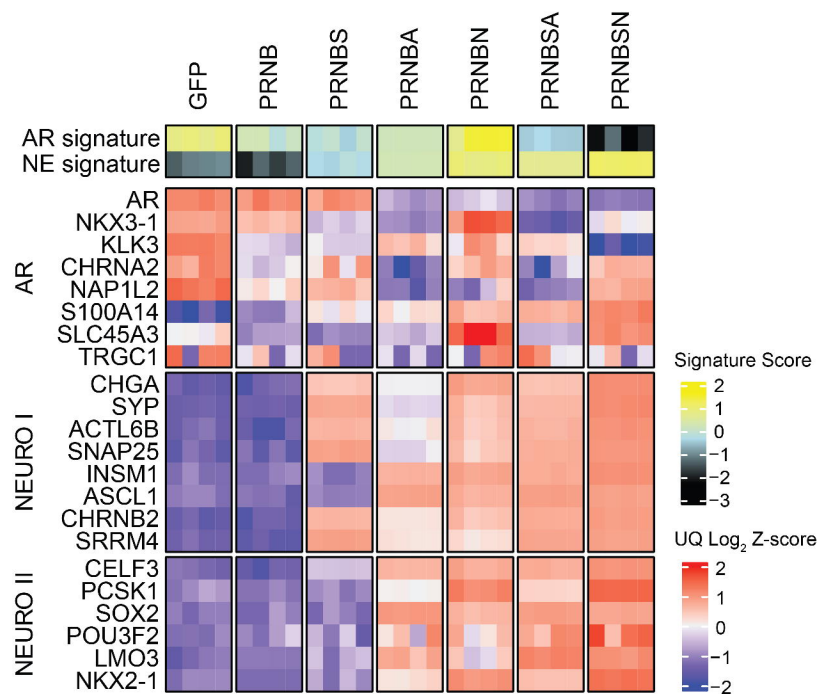 GFP PRNB PRNBS PRNBA PRNBN PRNBSA PRNBSN
AR signature
NE signature
AR
AR
NKX3-1
KLK3
CHRNA2
NAP1L2
S100A14
SLC45A3
TRGC1
NEURO I
CHGA
SYP
ACTL6B
SNAP25
INSM1
ASCL1
CHRNB2
SRRM4
NEURO II
CELF3
PCSK1
SOX2
POU3F2
LMO3
NKX2-1
Signature Score
2
1
0
−1
−2
−3
UQ Log₂ Z-score
2
1
0
−1
−2